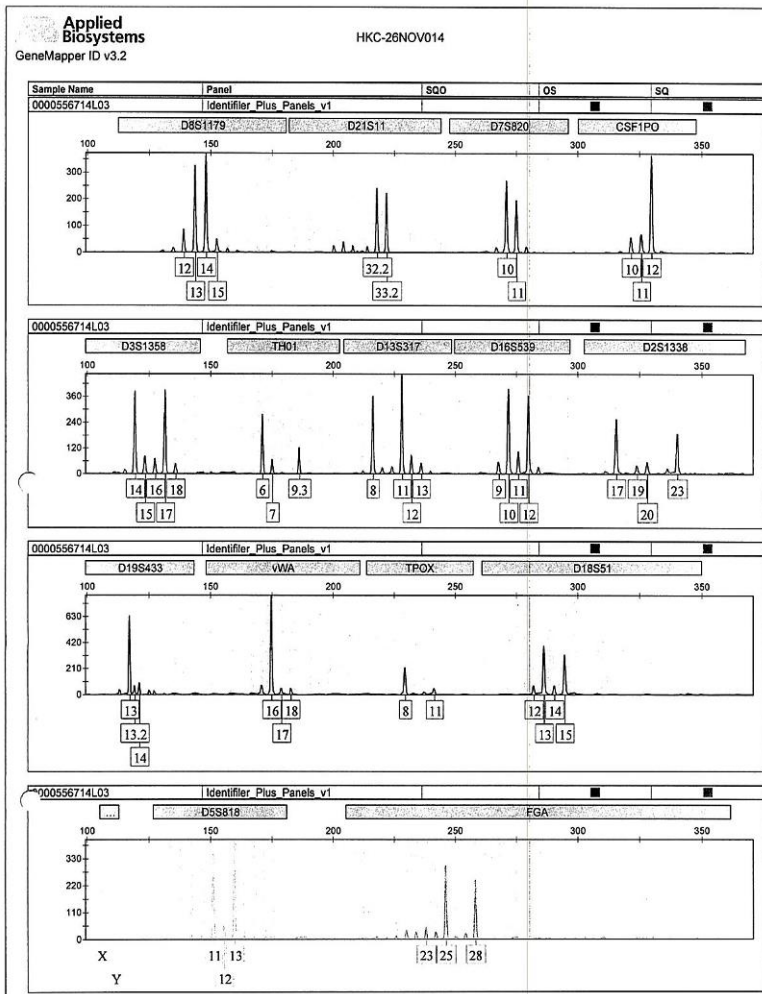 Applied
Biosystems
HKC-26NOV014
GeneMapper ID v3.2
Sample Name Panel SQO OS SQ
0000556714L03 Identifiler_Plus_Panels_v1
D8S1179 D21S11 D7S820 CSF1PO
100 150 200 250 300 350
300
200
100
0
12 14 32.2 10 10 12
13 15 33.2 11 11
0000556714L03 Identifiler_Plus_Panels_v1
D3S1358 TH01 D13S317 D16S539 D2S1338
100 150 200 250 300 350
360
240
120
0
14 16 18 6 9.3 8 11 13 9 11 17 19 23
15 17 7 12 10 12 20
0000556714L03 Identifiler_Plus_Panels_v1
D19S433 vWA TPOX D18S51
100 150 200 250 300 350
630
420
210
0
13 16 18 8 11 12 14
13.2 17 13 15
14
0000556714L03 Identifiler_Plus_Panels_v1
... D5S818 FGA
100 150 200 250 300 350
330
220
110
0
X 11 13 23 25 28
Y 12